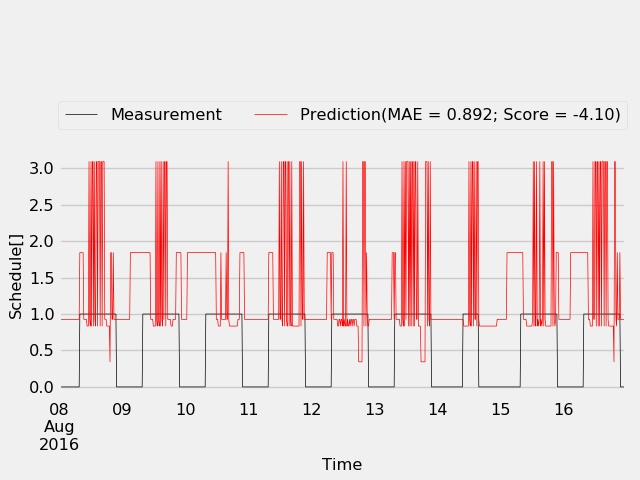 Measurement
Prediction(MAE = 0.892; Score = -4.10)
3.0
2.5
2.0
1.5
1.0
0.5
0.0
Schedule[]
08 09 10 11 12 13 14 15 16
Aug
2016
Time